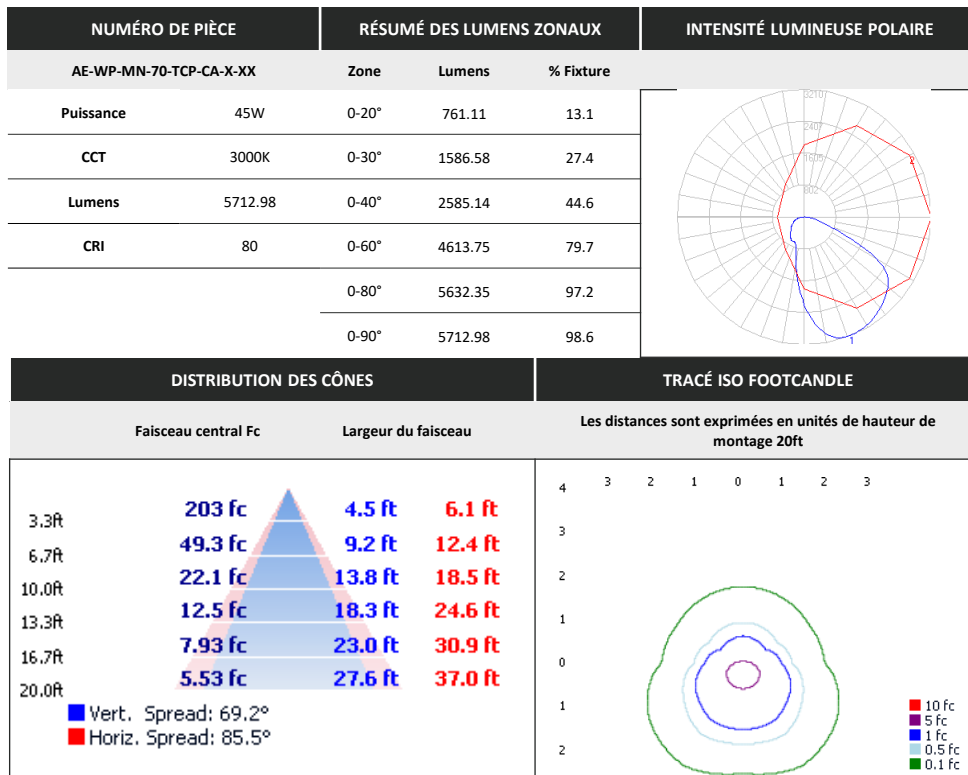 NUMÉRO DE PIÈCE
RÉSUMÉ DES LUMENS ZONAUX
INTENSITÉ LUMINEUSE POLAIRE
AE-WP-MN-70-TCP-CA-X-XX
Zone Lumens % Fixture
Puissance 45W
0-20° 761.11 13.1
CCT 3000K
0-30° 1586.58 27.4
Lumens 5712.98
0-40° 2585.14 44.6
CRI 80
0-60° 4613.75 79.7
0-80° 5632.35 97.2
0-90° 5712.98 98.6
3210
2407
1605
802
2
1
DISTRIBUTION DES CÔNES
Faisceau central Fc Largeur du faisceau
3.3ft 203 fc 4.5 ft 6.1 ft
6.7ft 49.3 fc 9.2 ft 12.4 ft
10.0ft 22.1 fc 13.8 ft 18.5 ft
13.3ft 12.5 fc 18.3 ft 24.6 ft
16.7ft 7.93 fc 23.0 ft 30.9 ft
20.0ft 5.53 fc 27.6 ft 37.0 ft
Vert. Spread: 69.2°
Horiz. Spread: 85.5°
TRACÉ ISO FOOTCANDLE
Les distances sont exprimées en unités de hauteur de
montage 20ft
3 2 1 0 1 2 3
4
3
2
1
0
1
2
10 fc
5 fc
1 fc
0.5 fc
0.1 fc